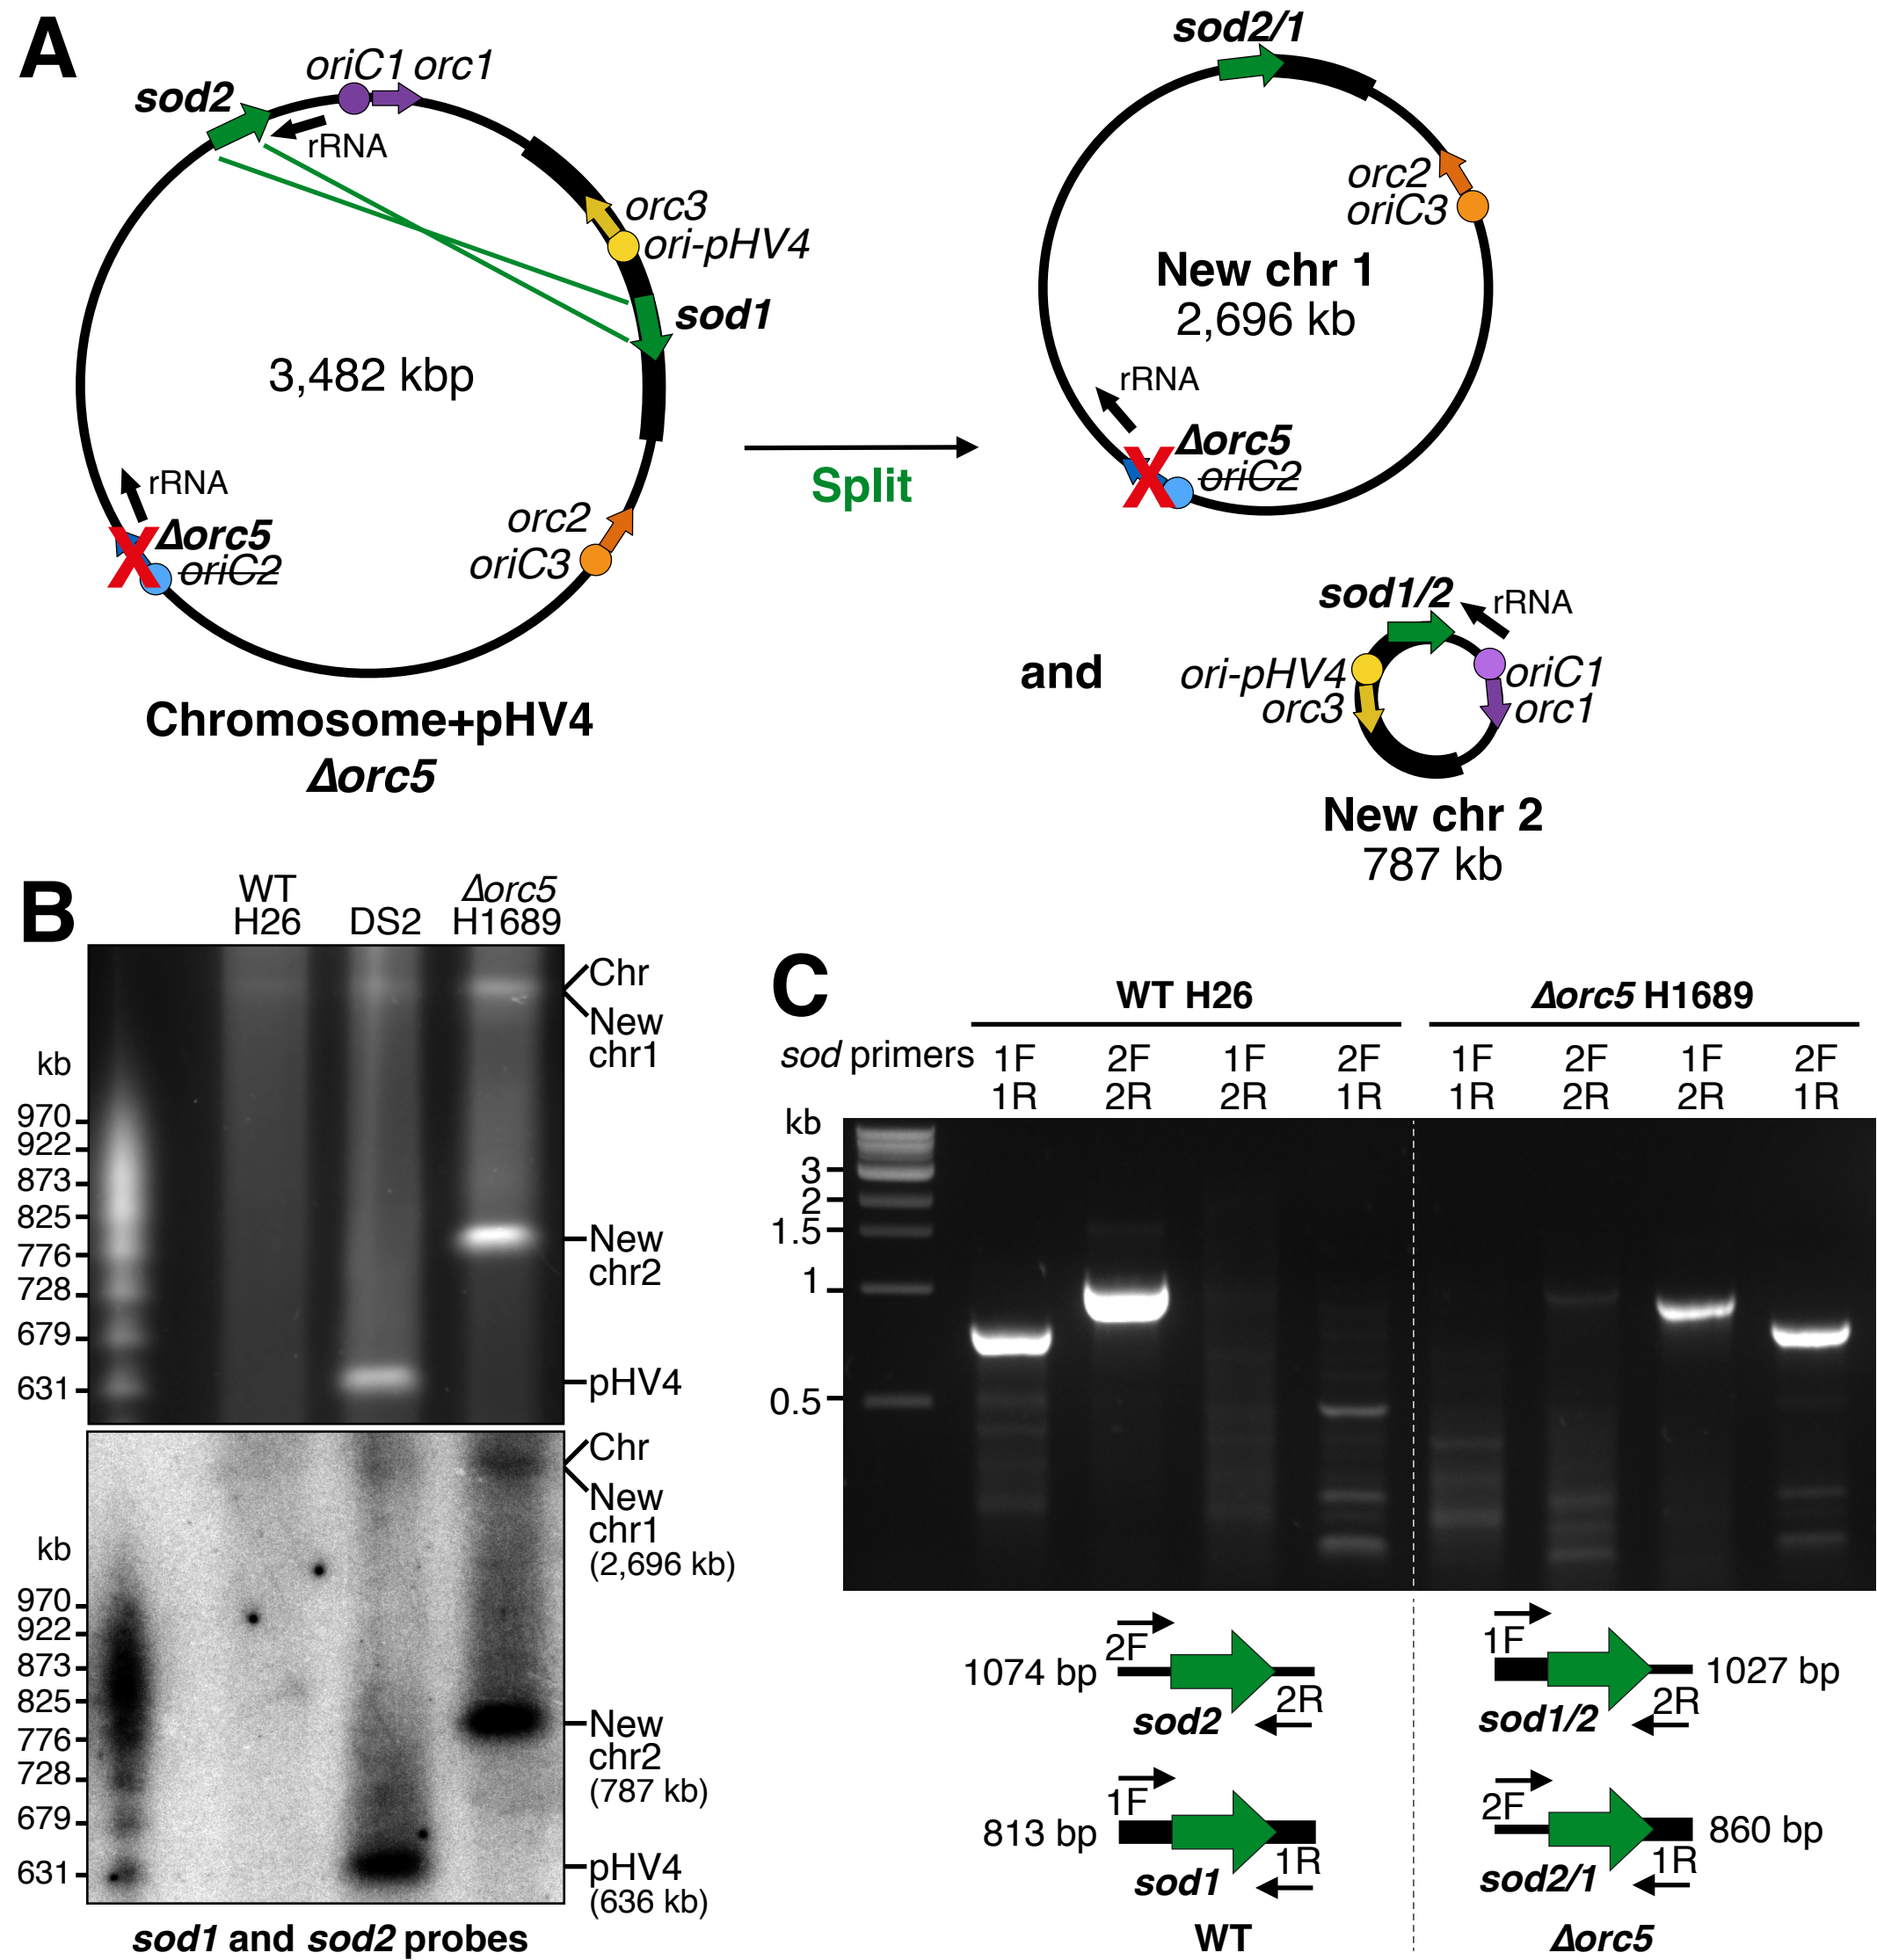 A
oriC1 orc1
sod2
rRNA
orc3
ori-pHV4
sod1
3,482 kbp
rRNA
Δorc5
oriC2
orc2
oriC3
Chromosome+pHV4
Δorc5
Split
sod2/1
orc2
oriC3
New chr 1
2,696 kb
rRNA
Δorc5
oriC2
X
X
and
sod1/2
rRNA
ori-pHV4
orc3
oriC1
orc1
New chr 2
787 kb
B
WT
H26
DS2
Δorc5
H1689
kb
970
922
873
825
776
728
679
631
Chr
New
chr1
New
chr2
pHV4
kb
970
922
873
825
776
728
679
631
Chr
New
chr1
(2,696 kb)
New
chr2
(787 kb)
pHV4
(636 kb)
sod1 and sod2 probes
C
WT H26
Δorc5 H1689
sod primers
1F 2F 1F 2F 1F 2F 1F 2F
1R 2R 2R 1R 1R 2R 2R 1R
kb
3
2
1.5
1
0.5
1074 bp
2F
2R
sod2
813 bp
1F
1R
sod1
WT
1F
2R
1027 bp
sod1/2
2F
1R
860 bp
sod2/1
Δorc5